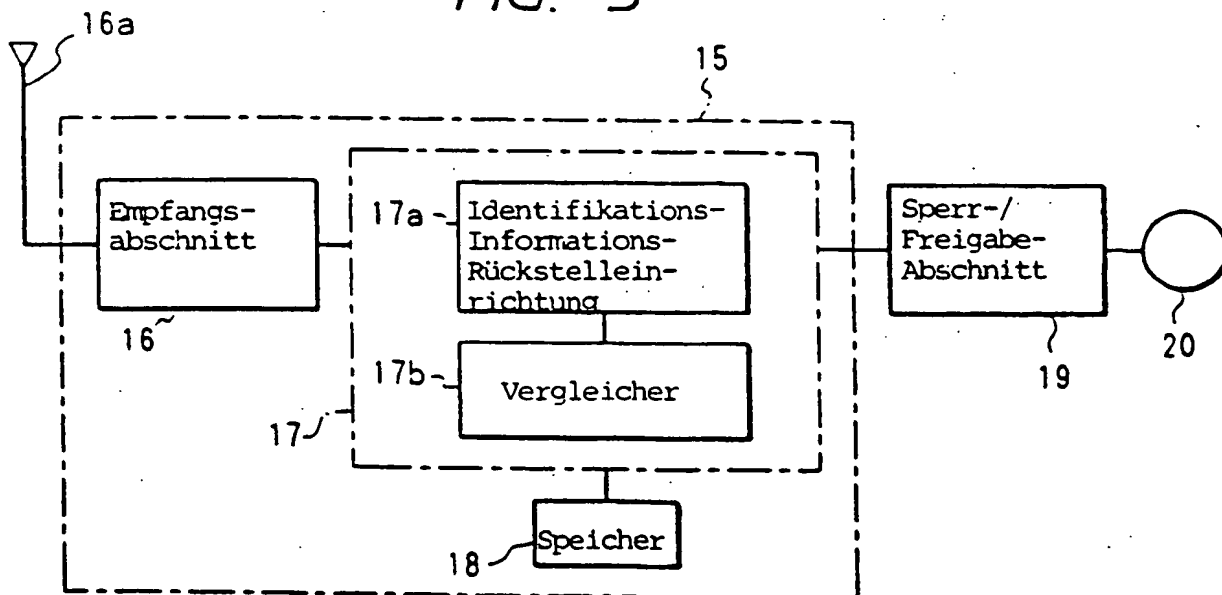 16a
15
Empfangs-
abschnitt
16
17a
Identifikations-
Informations-
Rückstellein-
richtung
17b
Vergleicher
17
Speicher
18
Sperr-/
Freigabe-
Abschnitt
19
20